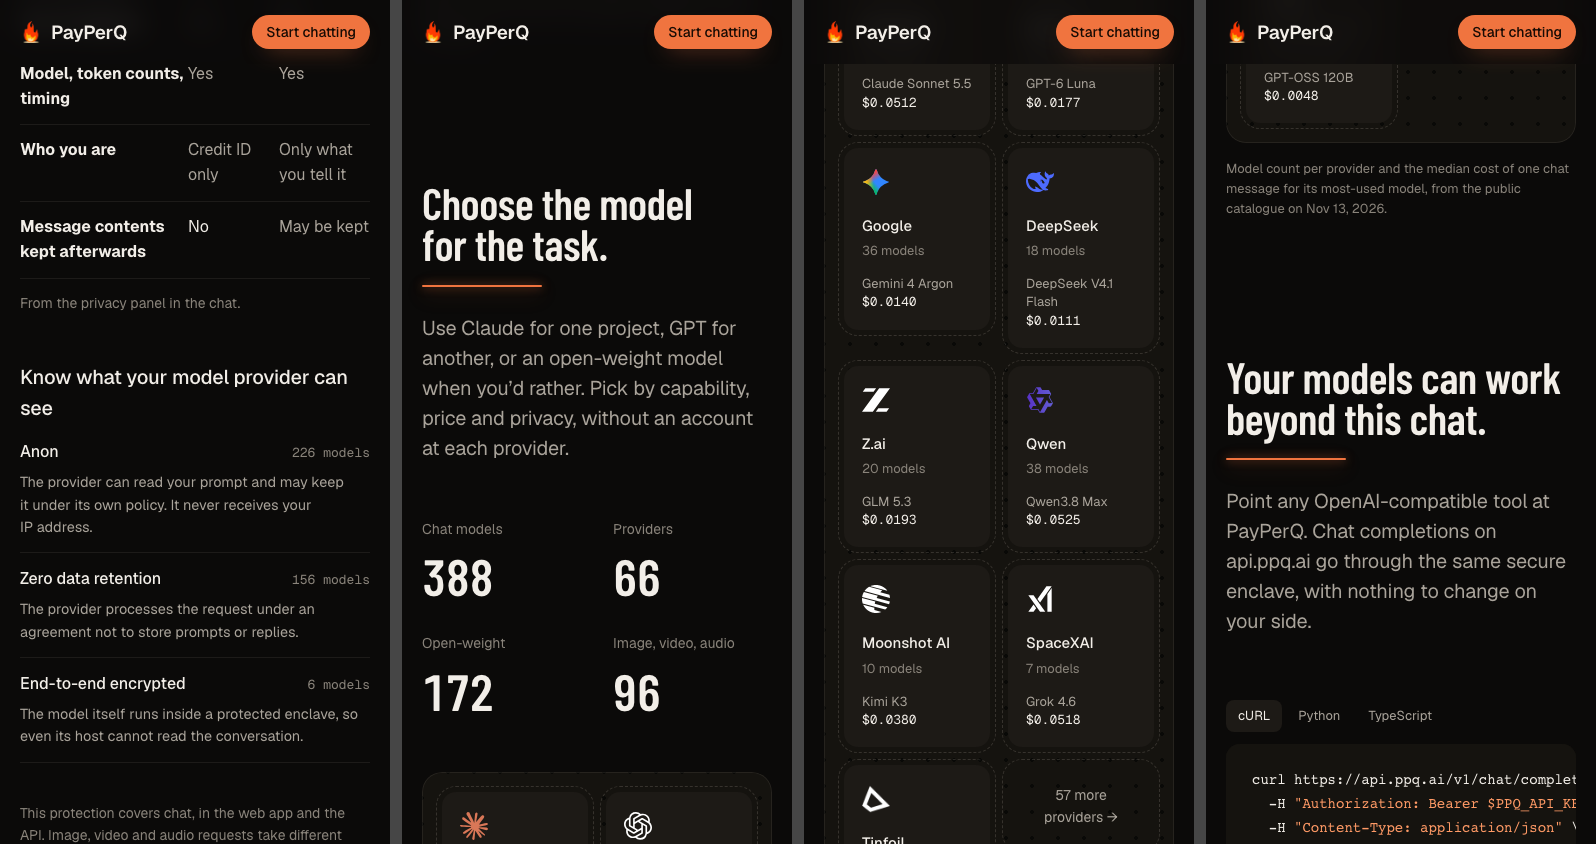 PayPerQ
Start chatting
Model, token counts, timing
Yes
Yes
Who you are
Credit ID only
Only what you tell it
Message contents kept afterwards
No
May be kept
From the privacy panel in the chat.
Know what your model provider can
see
Anon
226 models
The provider can read your prompt and may keep
it under its own policy. It never receives your
IP address.
Zero data retention
156 models
The provider processes the request under an
agreement not to store prompts or replies.
End-to-end encrypted
6 models
The model itself runs inside a protected enclave, so
even its host cannot read the conversation.
This protection covers chat, in the web app and the
API. Image, video and audio requests take different
PayPerQ
Start chatting
Choose the model
for the task.
Use Claude for one project, GPT for
another, or an open-weight model
when you’d rather. Pick by capability,
price and privacy, without an account
at each provider.
Chat models
388
Providers
66
Open-weight
172
Image, video, audio
96
PayPerQ
Start chatting
Claude Sonnet 5.5
$0.0512
GPT-6 Luna
$0.0177
Google
36 models
Gemini 4 Argon
$0.0140
DeepSeek
18 models
DeepSeek V4.1
Flash
$0.0111
Z.ai
20 models
GLM 5.3
$0.0193
Qwen
38 models
Qwen3.8 Max
$0.0525
Moonshot AI
10 models
Kimi K3
$0.0380
SpaceXAI
7 models
Grok 4.6
$0.0518
Tinfoil
57 more
providers →
PayPerQ
Start chatting
GPT-OSS 120B
$0.0048
Model count per provider and the median cost of one chat
message for its most-used model, from the public
catalogue on Nov 13, 2026.
Your models can work
beyond this chat.
Point any OpenAI-compatible tool at
PayPerQ. Chat completions on
api.ppq.ai go through the same secure
enclave, with nothing to change on
your side.
cURL
Python
TypeScript
curl https://api.ppq.ai/v1/chat/complet
-H "Authorization: Bearer $PPQ_API_KE
-H "Content-Type: application/json" \